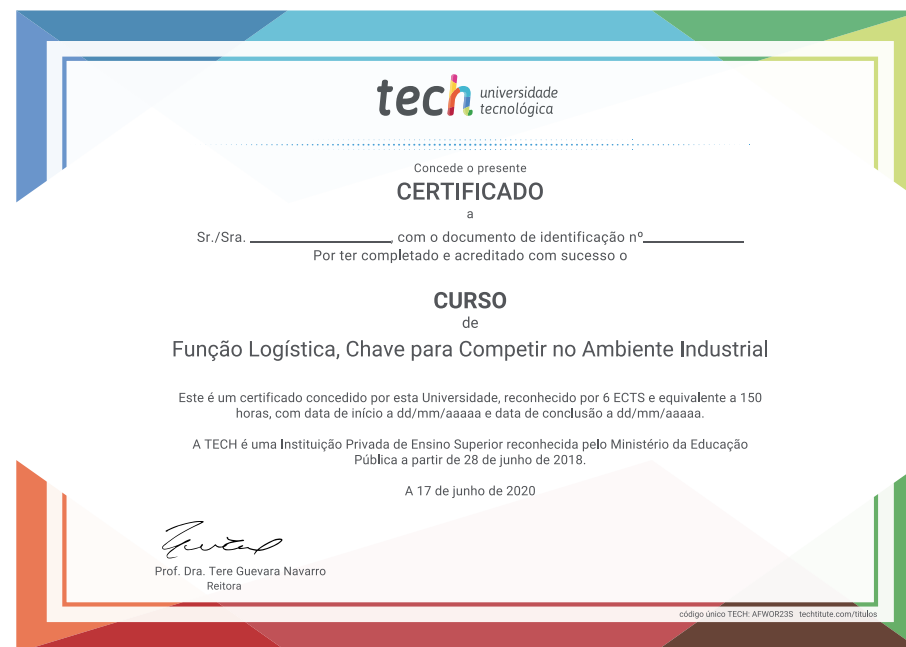 tech universidade
tecnológica
Concede o presente
CERTIFICADO
a
Sr./Sra. ____________________, com o documento de identificação nº______________
Por ter completado e acreditado com sucesso o
CURSO
de
Função Logística, Chave para Competir no Ambiente Industrial
Este é um certificado concedido por esta Universidade, reconhecido por 6 ECTS e equivalente a 150
horas, com data de início a dd/mm/aaaaa e data de conclusão a dd/mm/aaaaa.
A TECH é uma Instituição Privada de Ensino Superior reconhecida pelo Ministério da Educação
Pública a partir de 28 de junho de 2018.
A 17 de junho de 2020
Prof. Dra. Tere Guevara Navarro
Reitora
código único TECH: AFWOR23S techtitute.com/titulos